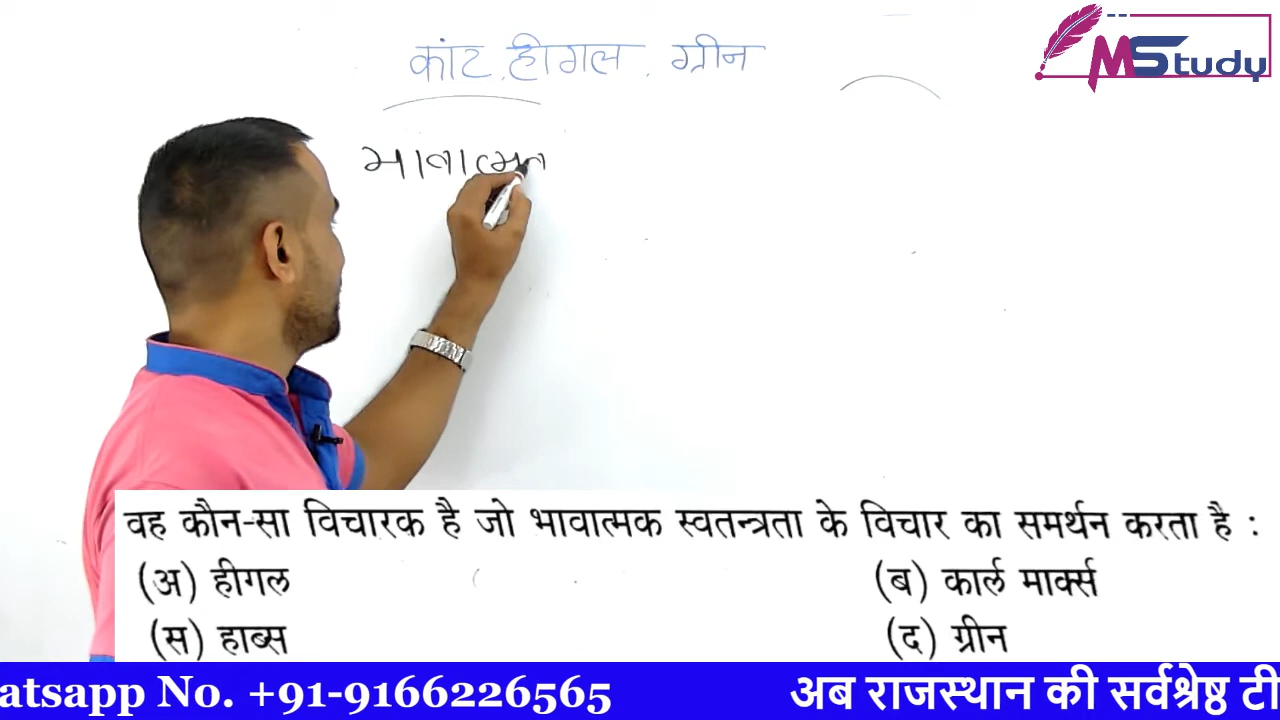 कांट, हीगल, ग्रीन
MStudy
भावात्मक
वह कौन-सा विचारक है जो भावात्मक स्वतन्त्रता के विचार का समर्थन करता है :
(अ) हीगल (ब) कार्ल मार्क्स
(स) हाब्स (द) ग्रीन
atsapp No. +91-9166226565 अब राजस्थान की सर्वश्रेष्ठ टी